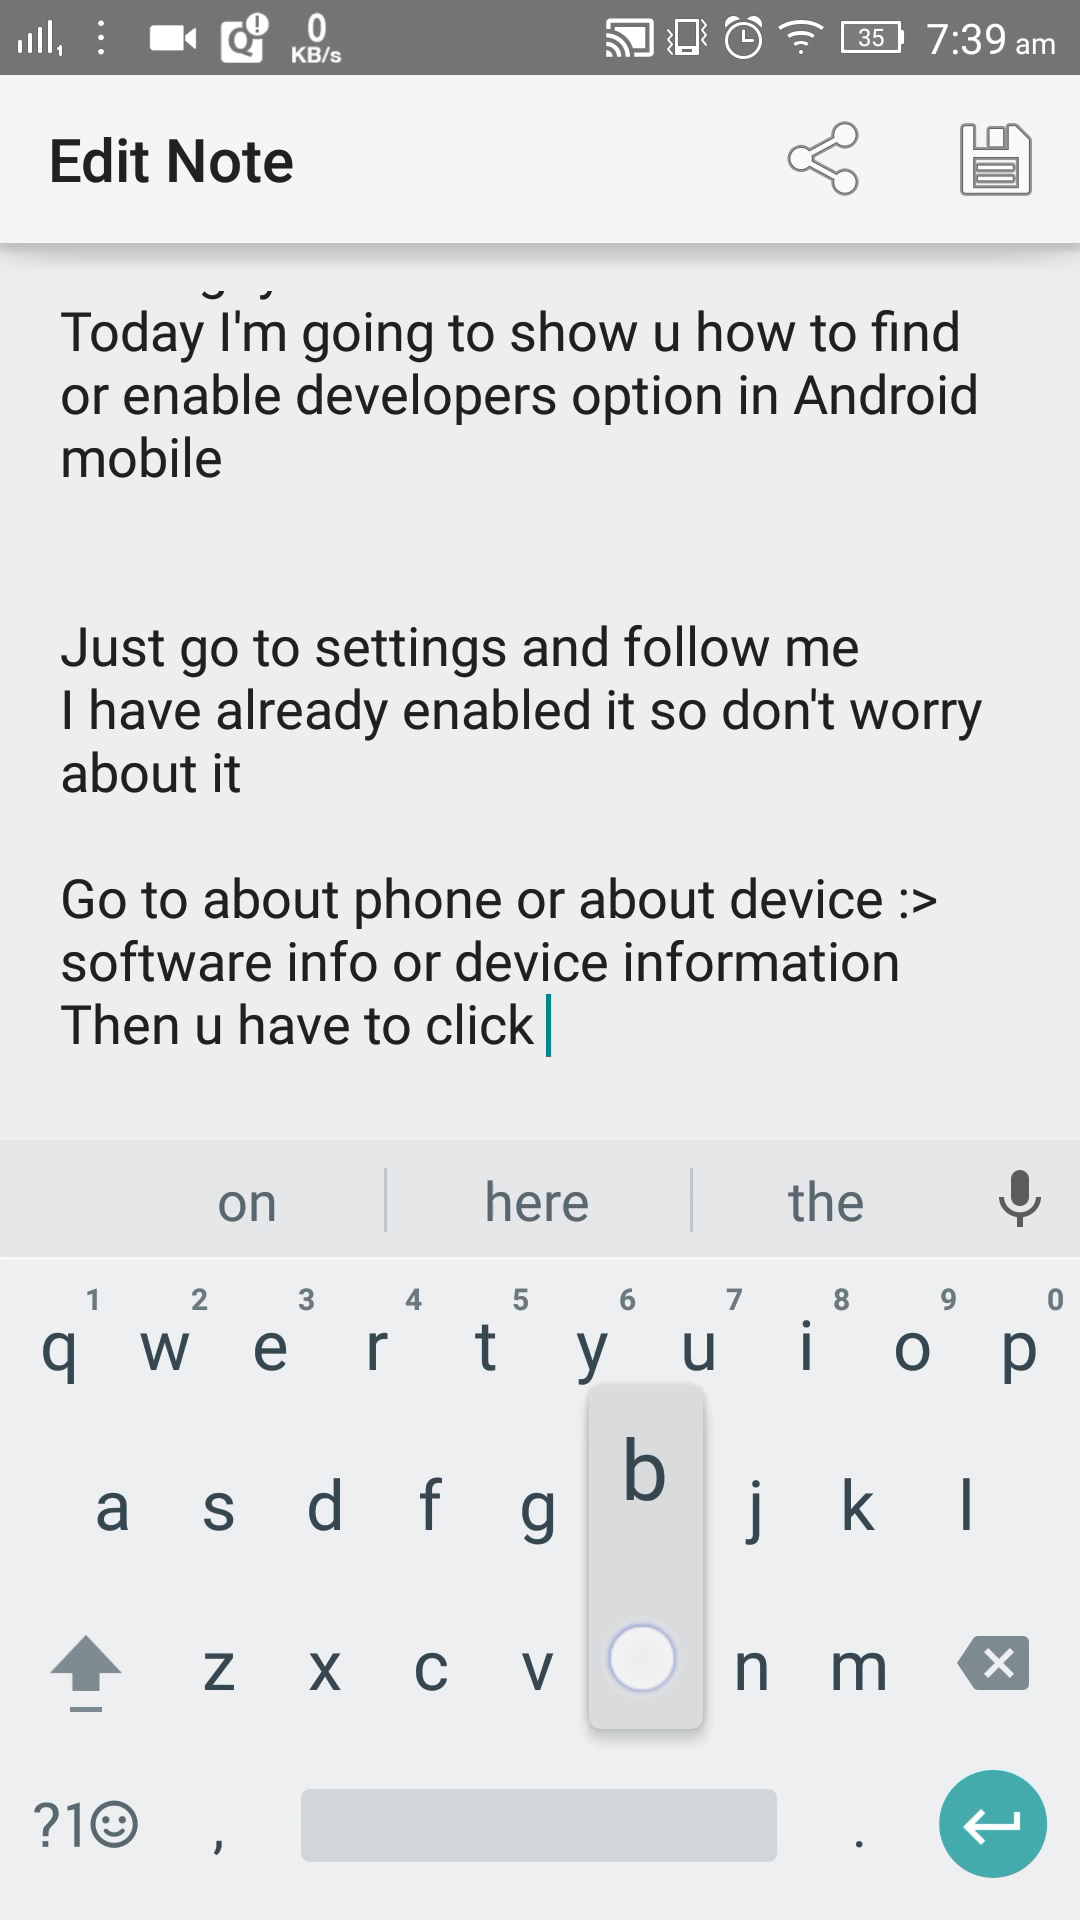 0
KB/s
35
7:39 am
Edit Note
Today I'm going to show u how to find
or enable developers option in Android
mobile
Just go to settings and follow me
I have already enabled it so don't worry
about it
Go to about phone or about device :>
software info or device information
Then u have to click
on here the
1 2 3 4 5 6 7 8 9 0
q w e r t y u i o p
b
a s d f g j k l
z x c v n m
?1☺ , .